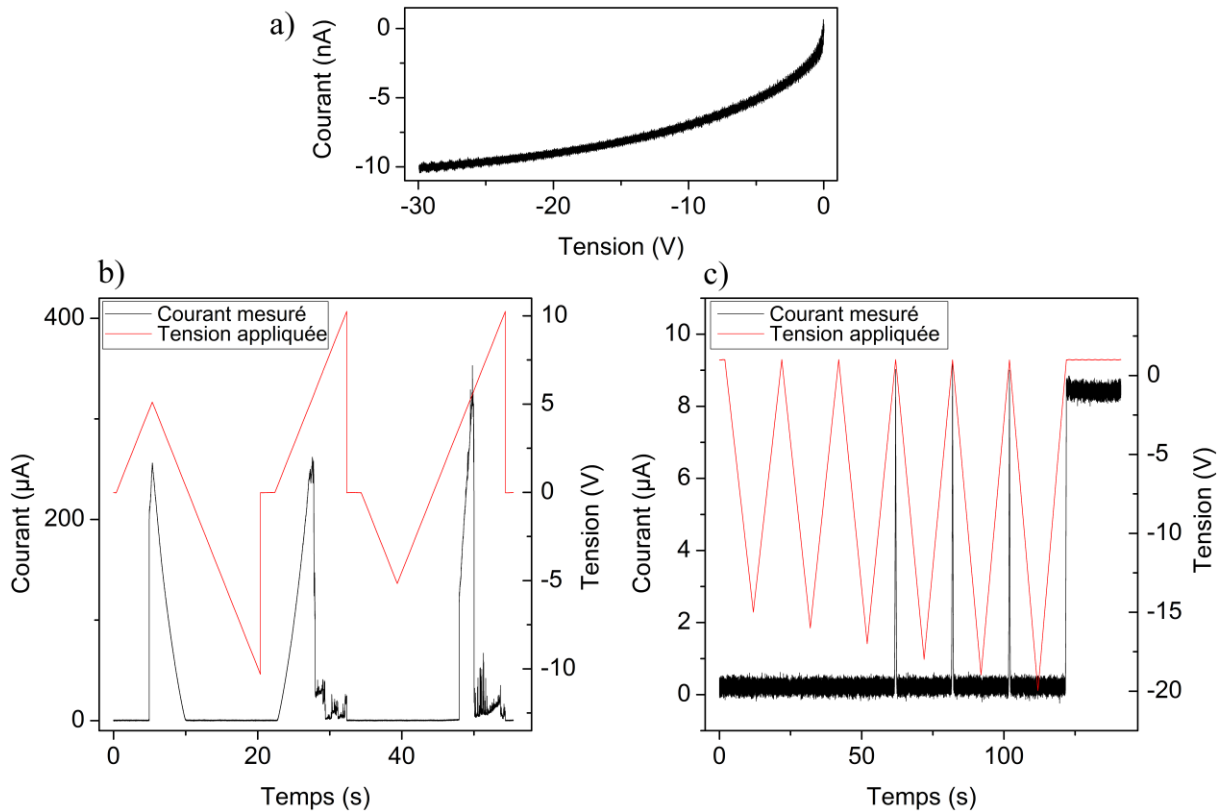 a)
0
-5
-10
Courant (nA)
-30
-20
-10
0
Tension (V)
b)
Courant mesuré
Tension appliquée
400
200
0
Courant (µA)
10
5
0
-5
-10
Tension (V)
0
20
40
Temps (s)
c)
Courant mesuré
Tension appliquée
10
8
6
4
2
0
Courant (µA)
0
-5
-10
-15
-20
Tension (V)
0
50
100
Temps (s)